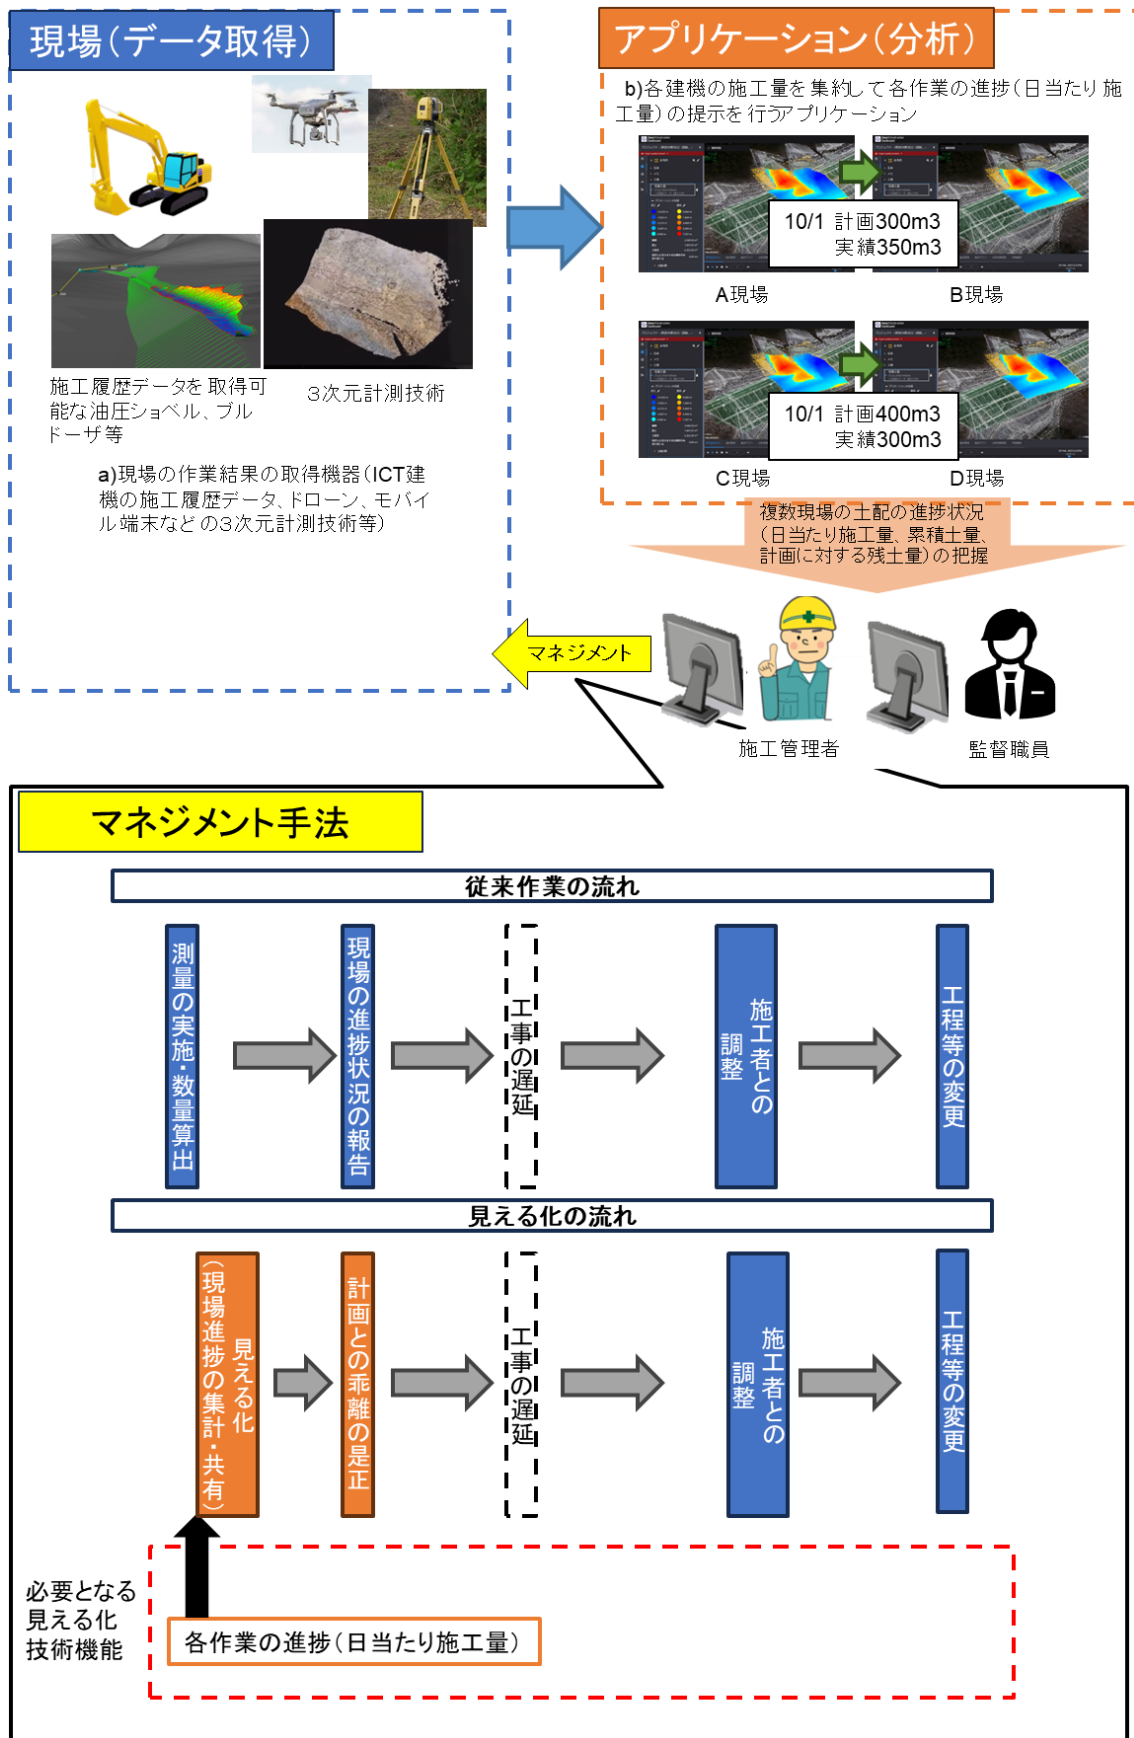 現場（データ取得）
施工履歴データを取得可
能な油圧ショベル、ブル
ドーザ等
３次元計測技術
a)現場の作業結果の取得機器（ICT建
機の施工履歴データ、ドローン、モバイ
ル端末などの３次元計測技術等）
アプリケーション（分析）
b)各建機の施工量を集約して各作業の進捗（日当たり施
工量）の提示を行うアプリケーション
10/1 計画300m3
実績350m3
A現場
B現場
10/1 計画400m3
実績300m3
C現場
D現場
複数現場の土配の進捗状況
（日当たり施工量、累積土量、
計画に対する残土量）の把握
マネジメント
施工管理者
監督職員
マネジメント手法
従来作業の流れ
測量の実施・数量算出
現場の進捗状況の報告
工事の遅延
施工者との
調整
工程等の変更
見える化の流れ
見える化
（現場進捗の集計・共有）
計画との乖離の是正
工事の遅延
施工者との
調整
工程等の変更
必要となる
見える化
技術機能
各作業の進捗（日当たり施工量）